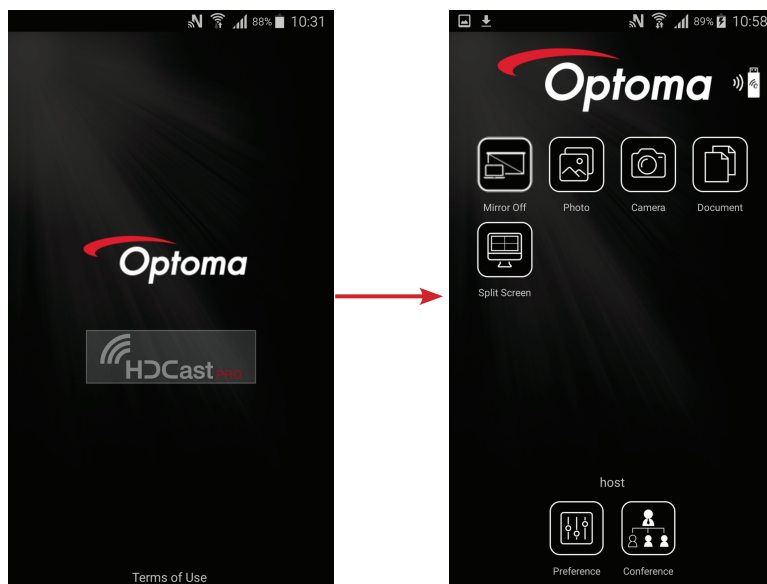 88% 10:31
Optoma
HDCast PRO
Terms of Use
89% 10:58
Optoma
Mirror Off Photo Camera Document
Split Screen
host
Preference Conference